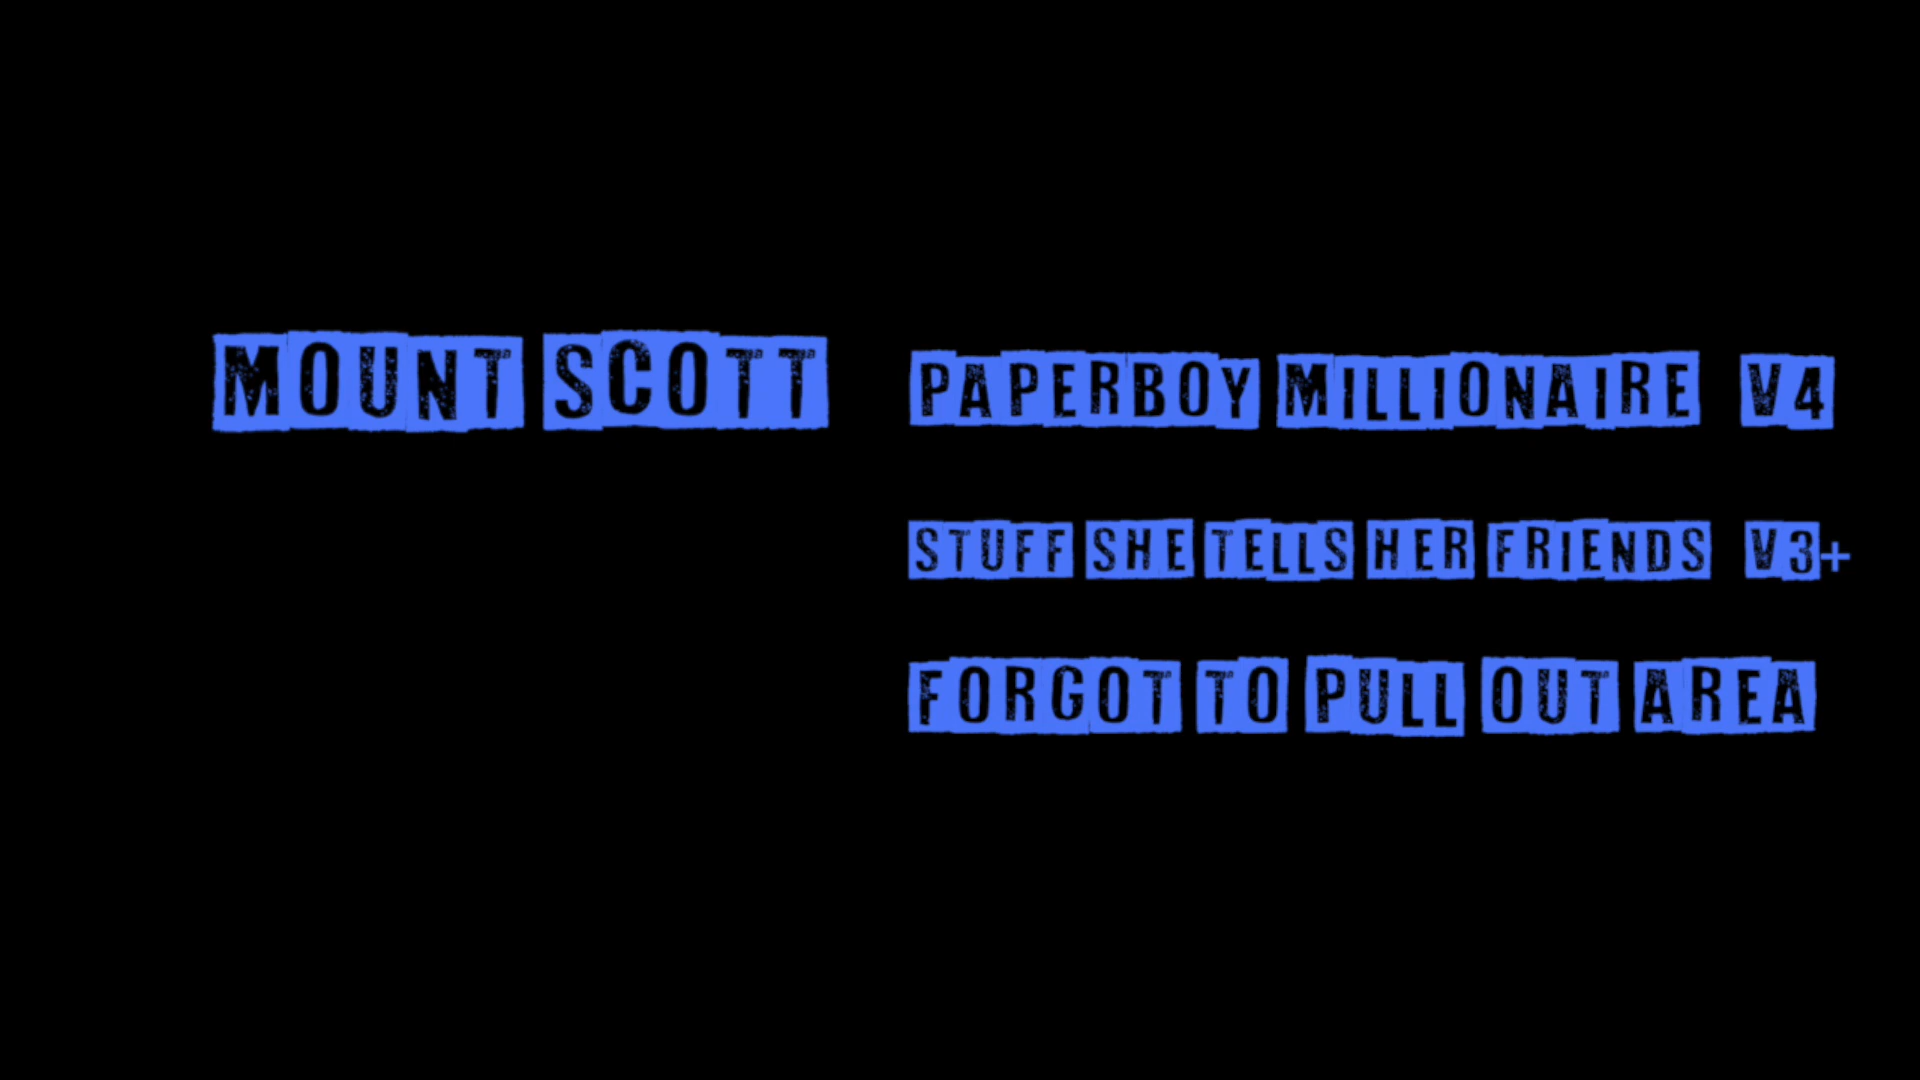 MOUNT SCOTT PAPERBOY MILLIONAIRE V4
STUFF SHE TELLS HER FRIENDS V3+
FORGOT TO PULL OUT AREA